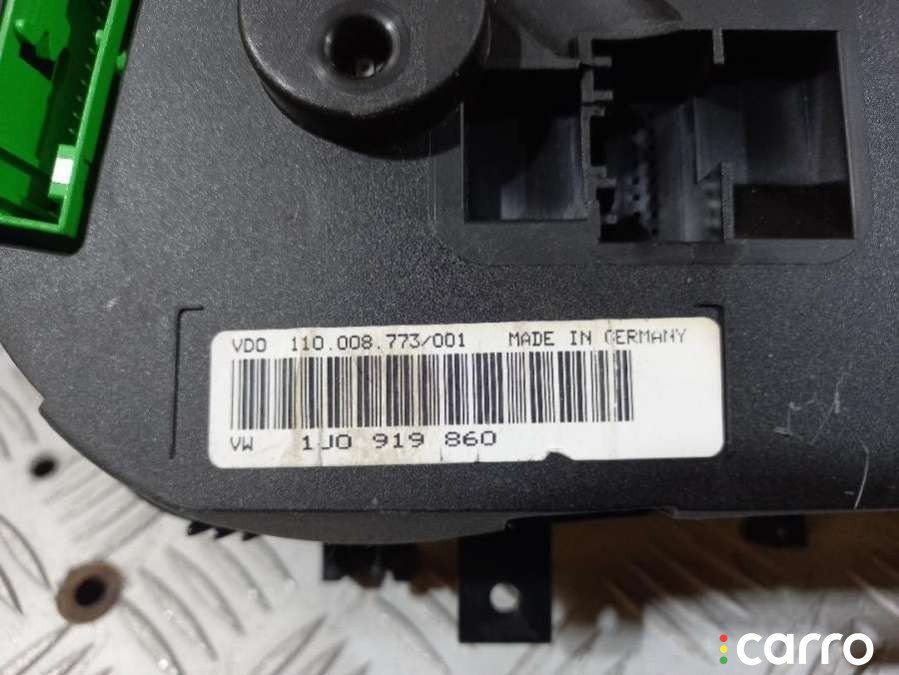 VDO 110.008.773/001 MADE IN GERMANY
VW 1J0 919 860
carro